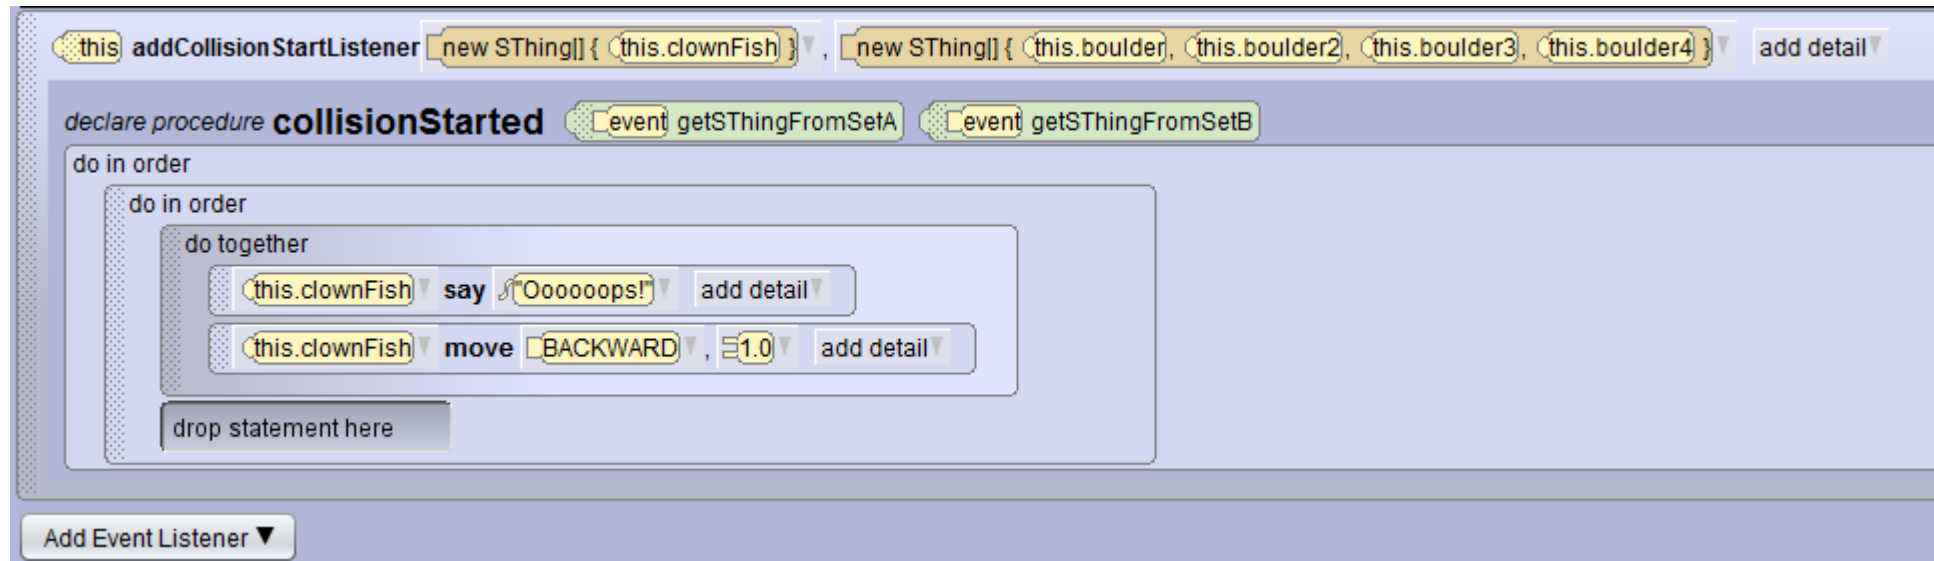 this addCollisionStartListener new SThing[] { this.clownFish } , new SThing[] { this.boulder, this.boulder2, this.boulder3, this.boulder4 } add detail
declare procedure collisionStarted event getSThingFromSetA event getSThingFromSetB
do in order
do in order
do together
this.clownFish say "Oooooops!" add detail
this.clownFish move BACKWARD , 1.0 add detail
drop statement here
Add Event Listener ▼